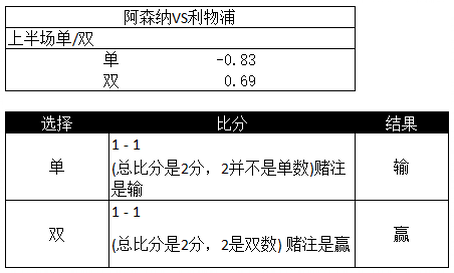 阿森纳VS利物浦
上半场单/双
单 -0.83
双 0.69
选择 比分 结果
单 1 - 1 输
(总比分是2分，2并不是单数)赌注
是输
双 1 - 1 赢
(总比分是2分，2是双数) 赌注是赢